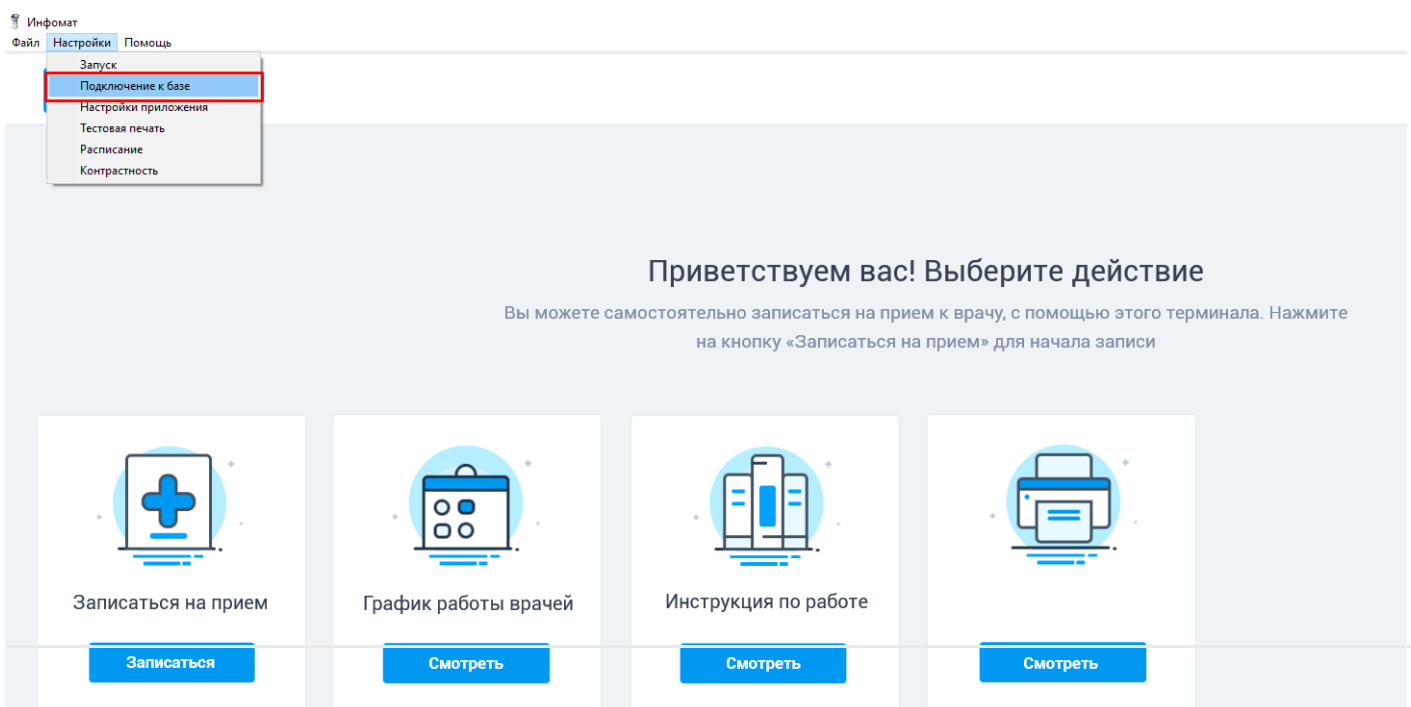 Инфомат
Файл Настройки Помощь
Запуск
Подключение к базе
Настройки приложения
Тестовая печать
Расписание
Контрастность
Приветствуем вас! Выберите действие
Вы можете самостоятельно записаться на прием к врачу, с помощью этого терминала. Нажмите
на кнопку «Записаться на прием» для начала записи
Записаться на прием
График работы врачей
Инструкция по работе
Записаться
Смотреть
Смотреть
Смотреть